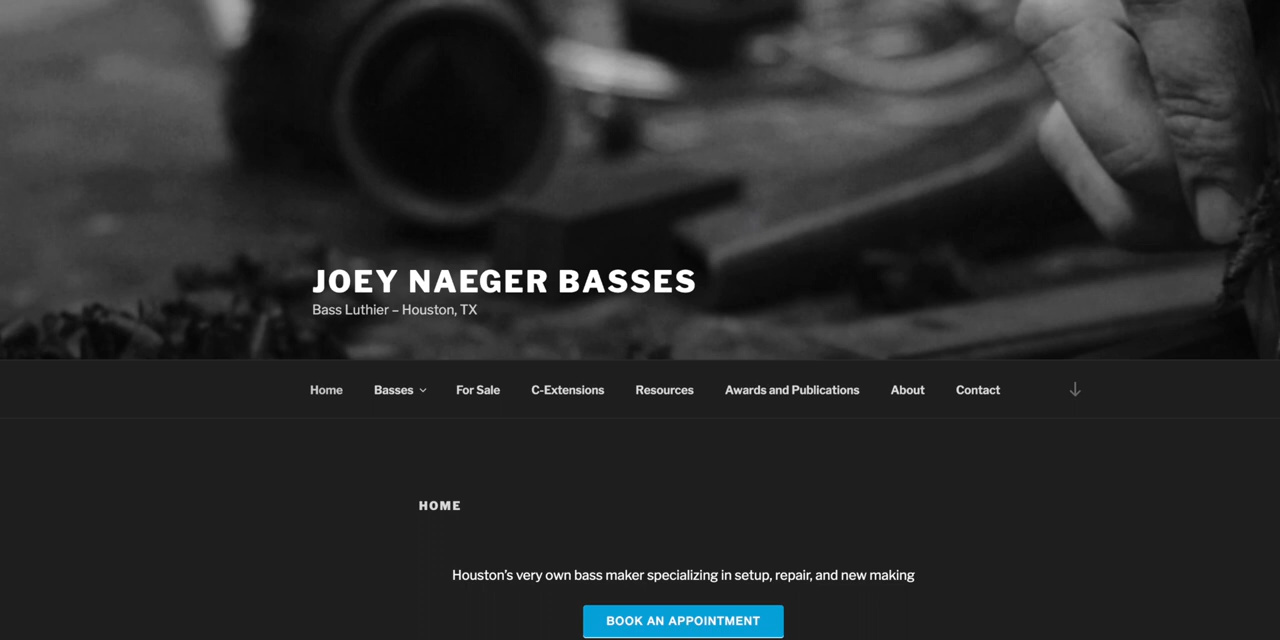 JOEY NAEGER BASSES
Bass Luthier – Houston, TX
Home Basses For Sale C-Extensions Resources Awards and Publications About Contact
HOME
Houston's very own bass maker specializing in setup, repair, and new making
BOOK AN APPOINTMENT